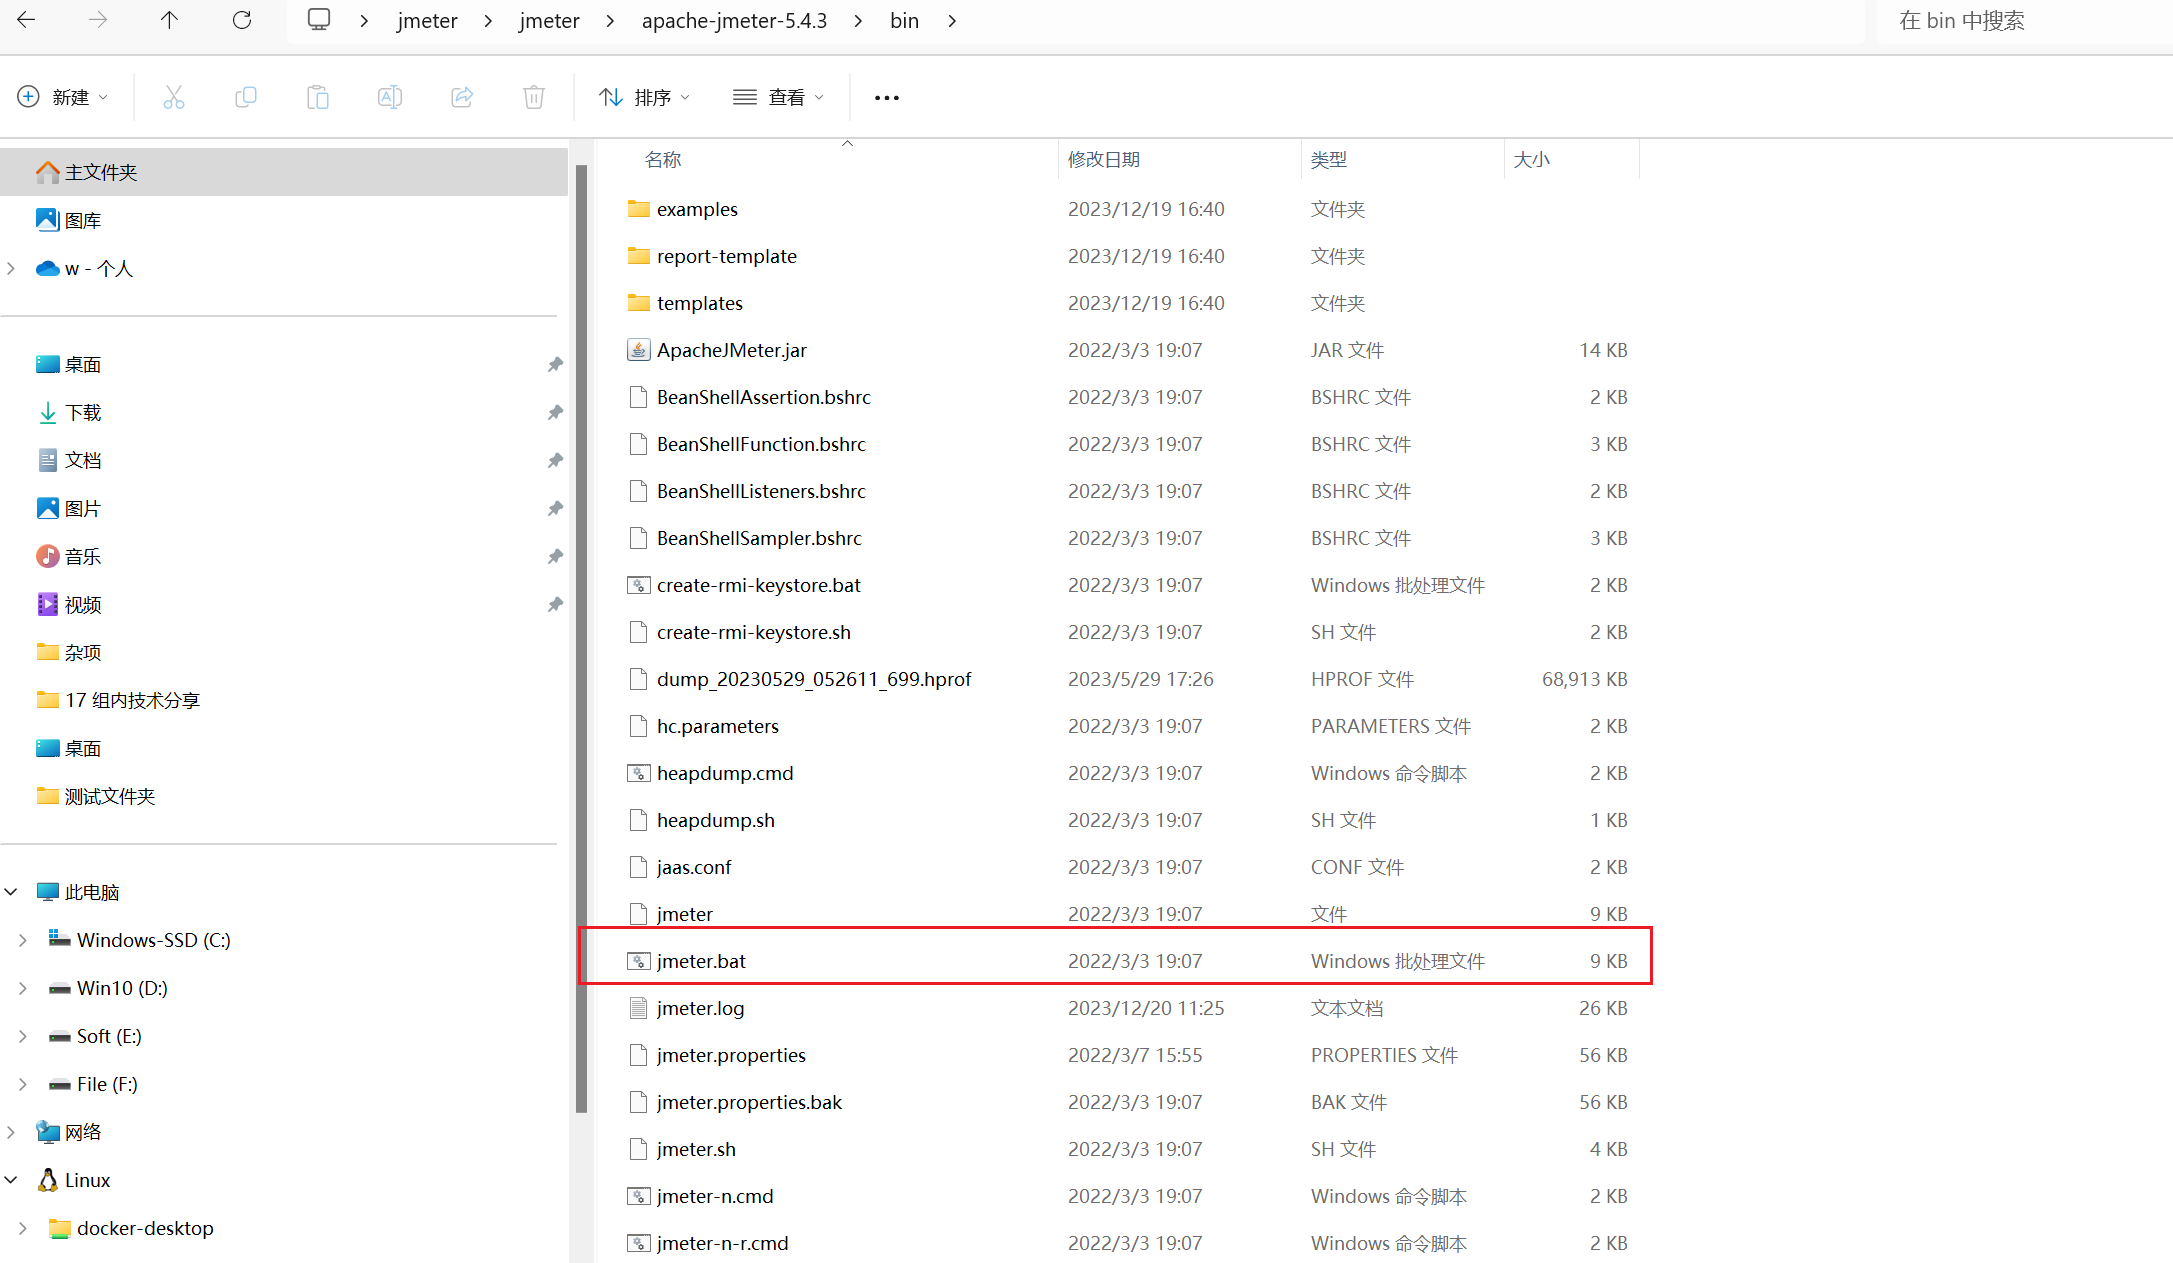 jmeter jmeter apache-jmeter-5.4.3 bin 在 bin 中搜索
新建 排序 查看
名称 修改日期 类型 大小
主文件夹
图库
w - 个人
桌面
下载
文档
图片
音乐
视频
杂项
17 组内技术分享
桌面
测试文件夹
此电脑
Windows-SSD (C:)
Win10 (D:)
Soft (E:)
File (F:)
网络
Linux
docker-desktop
examples 2023/12/19 16:40 文件夹
report-template 2023/12/19 16:40 文件夹
templates 2023/12/19 16:40 文件夹
ApacheJMeter.jar 2022/3/3 19:07 JAR 文件 14 KB
BeanShellAssertion.bshrc 2022/3/3 19:07 BSHRC 文件 2 KB
BeanShellFunction.bshrc 2022/3/3 19:07 BSHRC 文件 3 KB
BeanShellListeners.bshrc 2022/3/3 19:07 BSHRC 文件 2 KB
BeanShellSampler.bshrc 2022/3/3 19:07 BSHRC 文件 3 KB
create-rmi-keystore.bat 2022/3/3 19:07 Windows 批处理文件 2 KB
create-rmi-keystore.sh 2022/3/3 19:07 SH 文件 2 KB
dump_20230529_052611_699.hprof 2023/5/29 17:26 HPROF 文件 68,913 KB
hc.parameters 2022/3/3 19:07 PARAMETERS 文件 2 KB
heapdump.cmd 2022/3/3 19:07 Windows 命令脚本 2 KB
heapdump.sh 2022/3/3 19:07 SH 文件 1 KB
jaas.conf 2022/3/3 19:07 CONF 文件 2 KB
jmeter 2022/3/3 19:07 文件 9 KB
jmeter.bat 2022/3/3 19:07 Windows 批处理文件 9 KB
jmeter.log 2023/12/20 11:25 文本文档 26 KB
jmeter.properties 2022/3/7 15:55 PROPERTIES 文件 56 KB
jmeter.properties.bak 2022/3/3 19:07 BAK 文件 56 KB
jmeter.sh 2022/3/3 19:07 SH 文件 4 KB
jmeter-n.cmd 2022/3/3 19:07 Windows 命令脚本 2 KB
jmeter-n-r.cmd 2022/3/3 19:07 Windows 命令脚本 2 KB